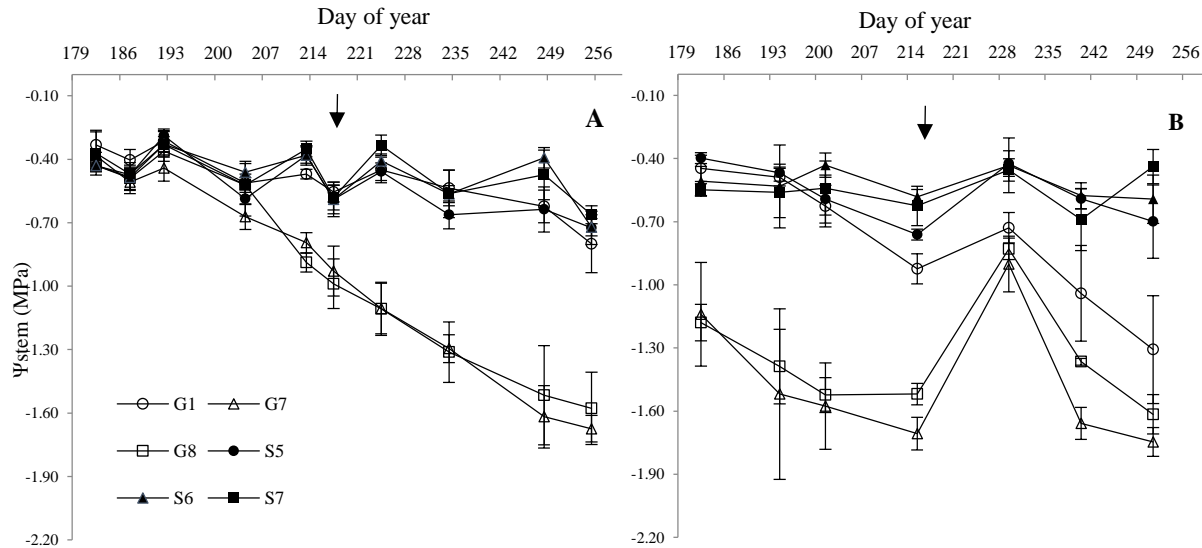 Day of year
179 186 193 200 207 214 221 228 235 242 249 256
-0.10
-0.40
-0.70
-1.00
-1.30
-1.60
-1.90
-2.20
Ψstem (MPa)
A
G1 G7
G8 S5
S6 S7
Day of year
179 186 193 200 207 214 221 228 235 242 249 256
-0.10
-0.40
-0.70
-1.00
-1.30
-1.60
-1.90
-2.20
B